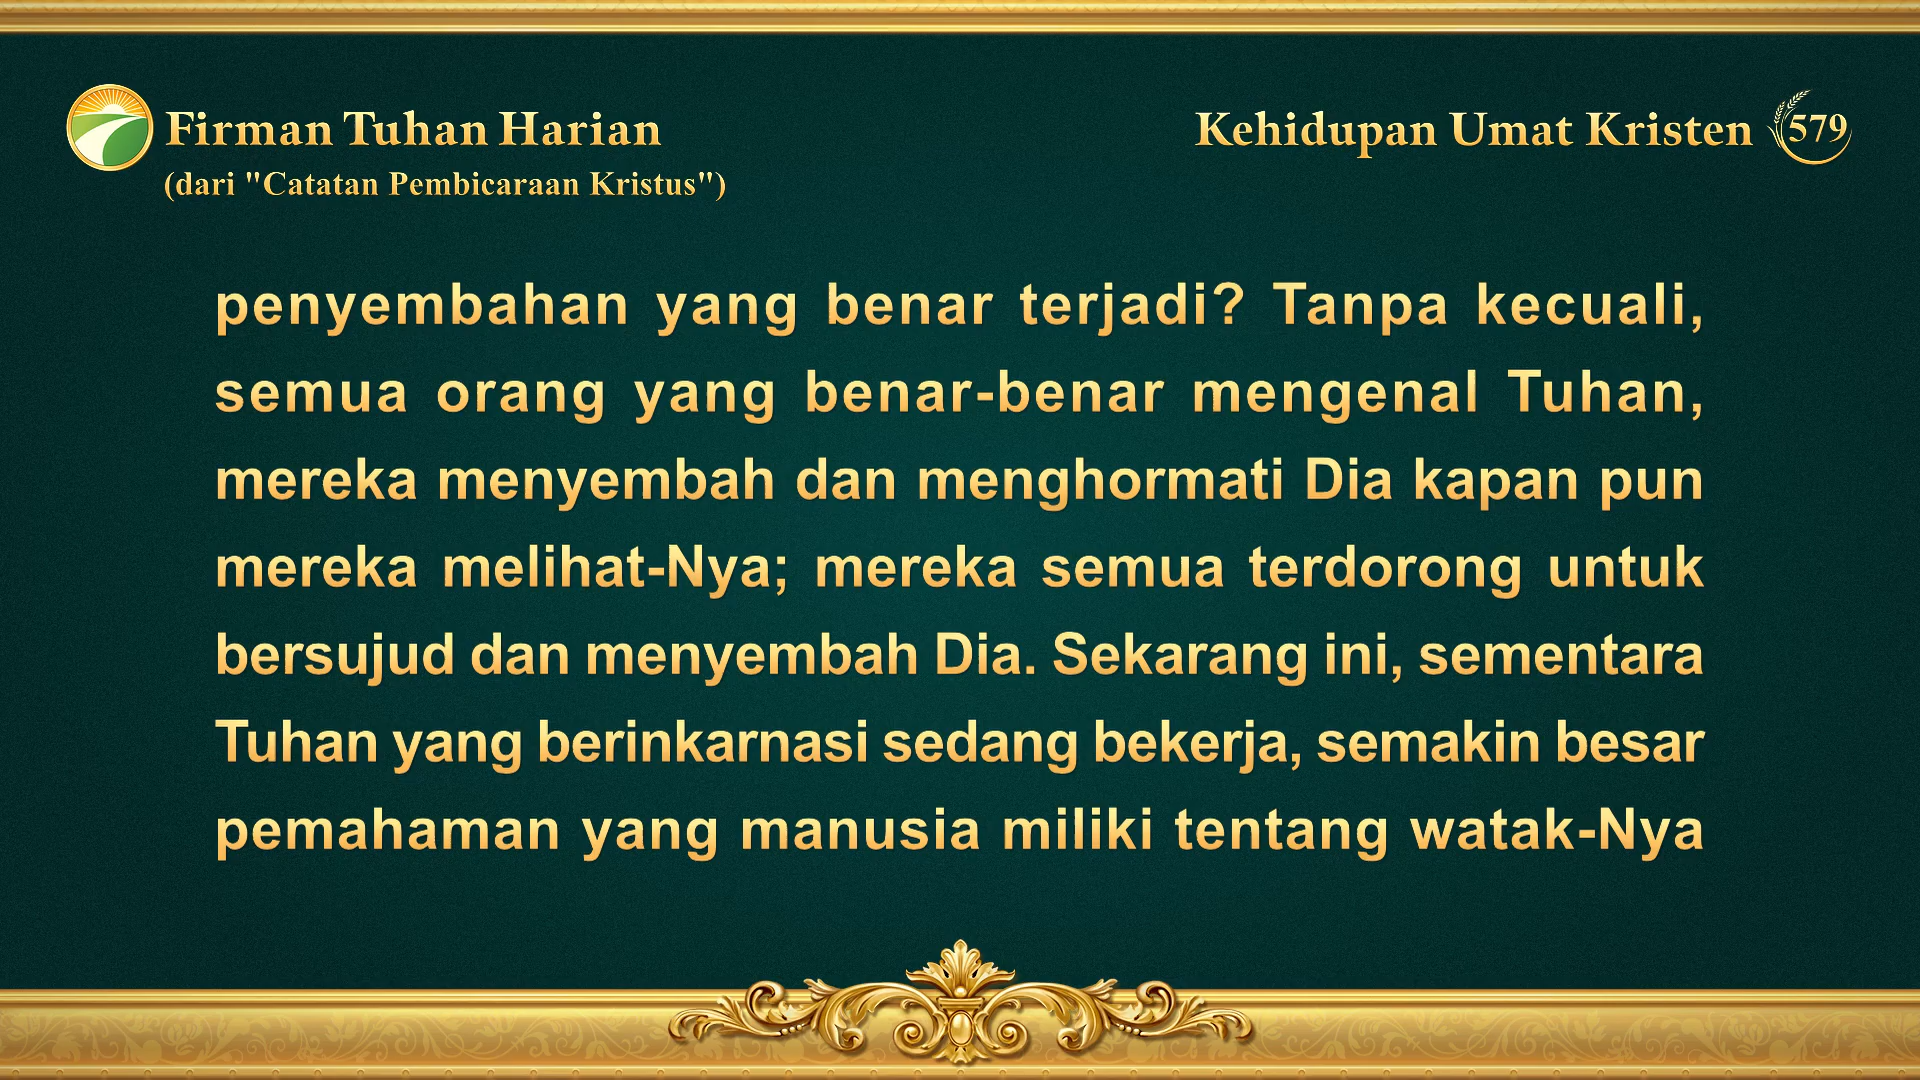 Firman Tuhan Harian
(dari "Catatan Pembicaraan Kristus")
Kehidupan Umat Kristen 579
penyembahan yang benar terjadi? Tanpa kecuali,
semua orang yang benar-benar mengenal Tuhan,
mereka menyembah dan menghormati Dia kapan pun
mereka melihat-Nya; mereka semua terdorong untuk
bersujud dan menyembah Dia. Sekarang ini, sementara
Tuhan yang berinkarnasi sedang bekerja, semakin besar
pemahaman yang manusia miliki tentang watak-Nya